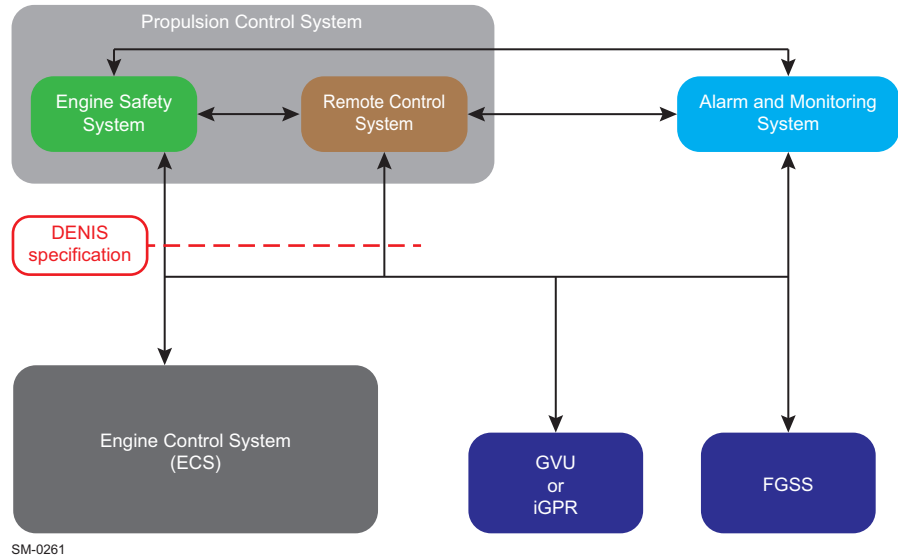 Propulsion Control System
Engine Safety
System
Remote Control
System
Alarm and Monitoring
System
DENIS
specification
Engine Control System
(ECS)
GVU
or
iGPR
FGSS
SM-0261